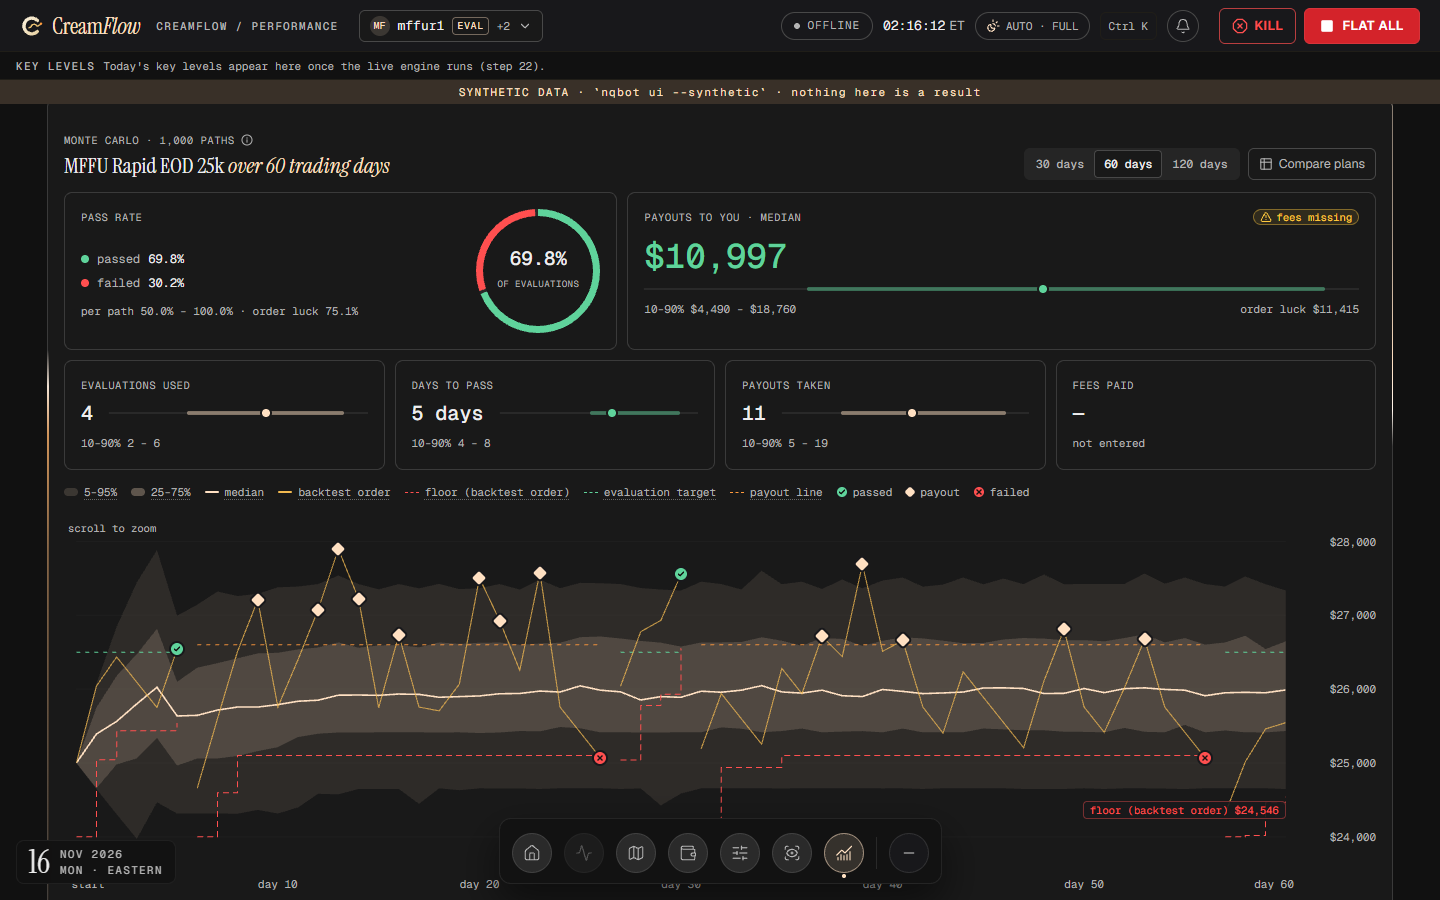 CreamFlow CREAMFLOW / PERFORMANCE MF mffur1 EVAL +2 OFFLINE 02:16:12 ET AUTO · FULL Ctrl K KILL FLAT ALL
KEY LEVELS Today's key levels appear here once the live engine runs (step 22).
SYNTHETIC DATA · `nqbot ui --synthetic` · nothing here is a result
MONTE CARLO · 1,000 PATHS
MFFU Rapid EOD 25k over 60 trading days
30 days 60 days 120 days Compare plans
PASS RATE
passed 69.8%
failed 30.2%
per path 50.0% – 100.0% · order luck 75.1%
69.8%
OF EVALUATIONS
PAYOUTS TO YOU · MEDIAN fees missing
$10,997
10–90% $4,490 – $18,760 order luck $11,415
EVALUATIONS USED
4
10–90% 2 – 6
DAYS TO PASS
5 days
10–90% 4 – 8
PAYOUTS TAKEN
11
10–90% 5 – 19
FEES PAID
—
not entered
5–95% 25–75% median backtest order floor (backtest order) evaluation target payout line passed payout failed
scroll to zoom
$28,000
$27,000
$26,000
$25,000
floor (backtest order) $24,546
$24,000
16 NOV 2026
MON · EASTERN
start day 10 day 20 day 30 day 40 day 50 day 60